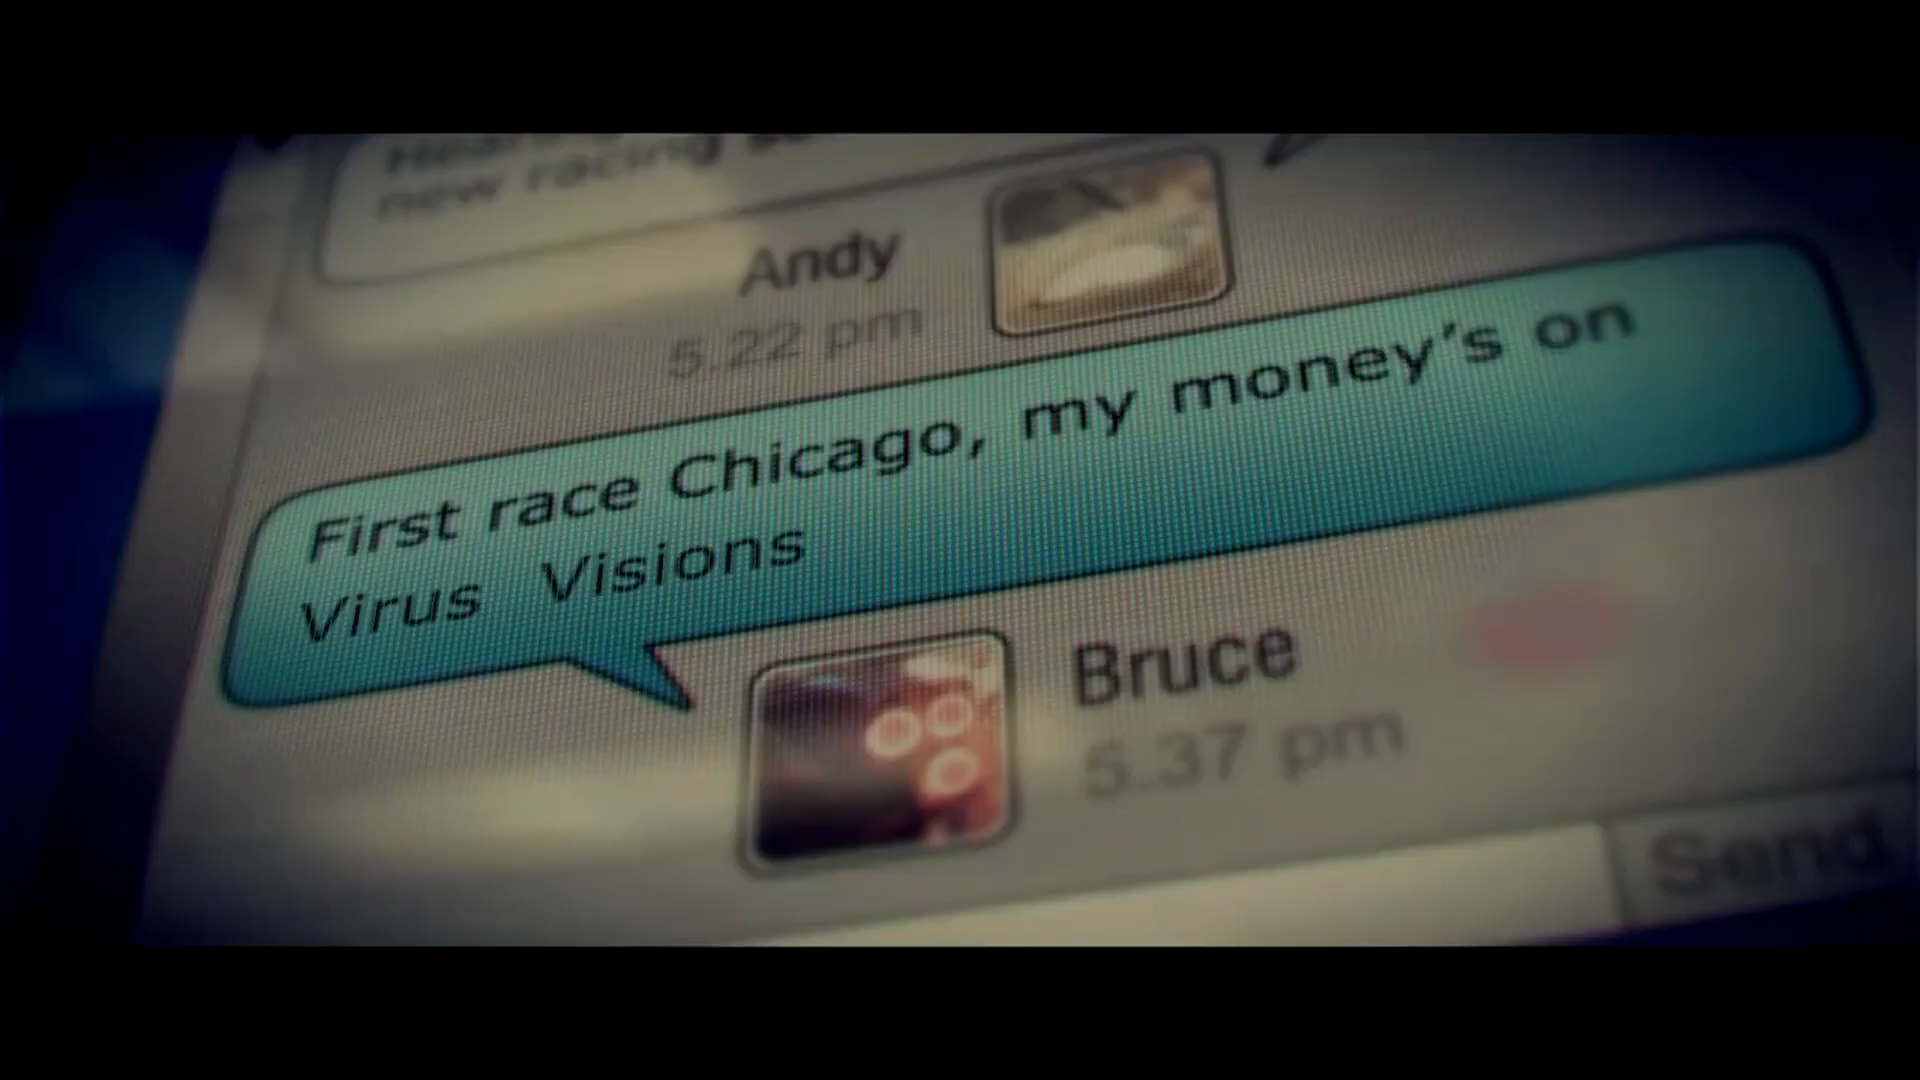 new racing
Andy
5.22 pm
First race Chicago, my money's on
Virus Visions
Bruce
5.37 pm
Send